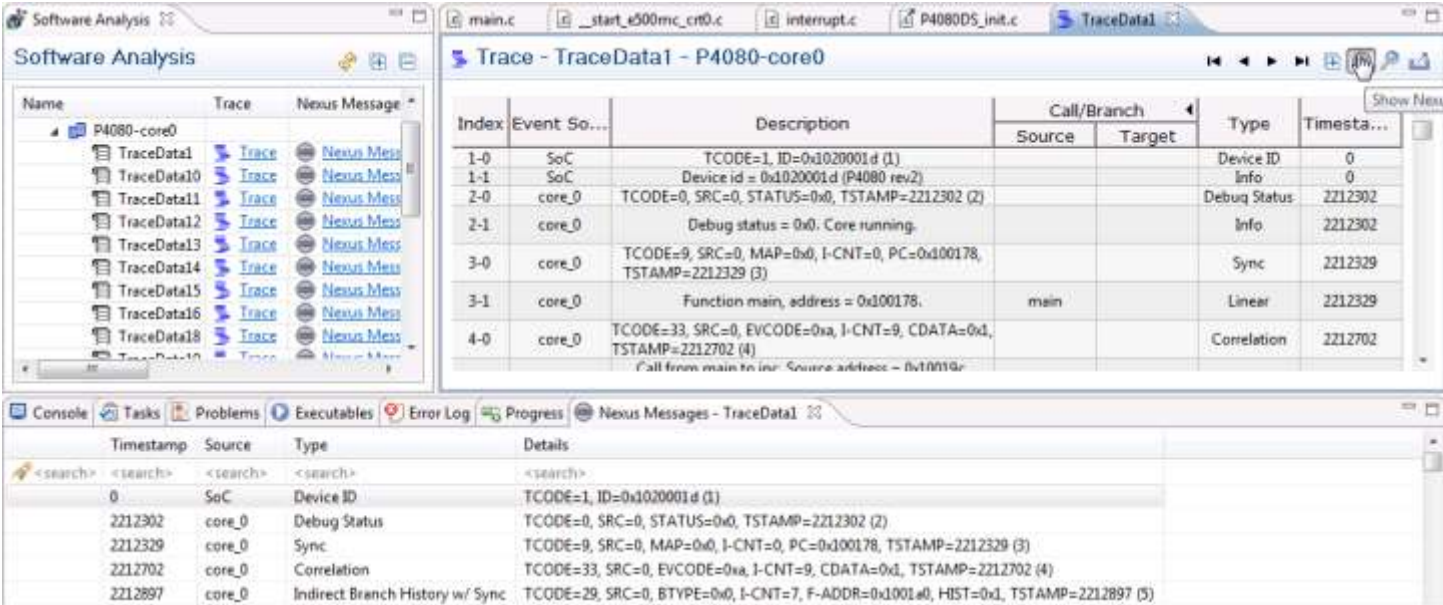 Software Analysis
main.c
__start_e500mc_crt0.c
interrupt.c
P4080DS_init.c
TraceData1
Software Analysis
Trace - TraceData1 - P4080-core0
Show Nexu
Name Trace Nexus Message
P4080-core0
TraceData1 Trace Nexus Mess
TraceData10 Trace Nexus Mess
TraceData11 Trace Nexus Mess
TraceData12 Trace Nexus Mess
TraceData13 Trace Nexus Mess
TraceData14 Trace Nexus Mess
TraceData15 Trace Nexus Mess
TraceData16 Trace Nexus Mess
TraceData18 Trace Nexus Mess
Index Event So... Description Call/Branch Type Timesta...
Source Target
1-0 SoC TCODE=1, ID=0x1020001d (1) Device ID 0
1-1 SoC Device id = 0x1020001d (P4080 rev2) Info 0
2-0 core_0 TCODE=0, SRC=0, STATUS=0x0, TSTAMP=2212302 (2) Debug Status 2212302
2-1 core_0 Debug status = 0x0. Core running. Info 2212302
3-0 core_0 TCODE=9, SRC=0, MAP=0x0, I-CNT=0, PC=0x100178, Sync 2212329
TSTAMP=2212329 (3)
3-1 core_0 Function main, address = 0x100178. main Linear 2212329
4-0 core_0 TCODE=33, SRC=0, EVCODE=0xa, I-CNT=9, CDATA=0x1, Correlation 2212702
TSTAMP=2212702 (4)
Call from main to inc. Source address = 0x10019c
Console Tasks Problems Executables Error Log Progress Nexus Messages - TraceData1
Timestamp Source Type Details
<search> <search> <search> <search> <search>
0 SoC Device ID TCODE=1, ID=0x1020001d (1)
2212302 core_0 Debug Status TCODE=0, SRC=0, STATUS=0x0, TSTAMP=2212302 (2)
2212329 core_0 Sync TCODE=9, SRC=0, MAP=0x0, I-CNT=0, PC=0x100178, TSTAMP=2212329 (3)
2212702 core_0 Correlation TCODE=33, SRC=0, EVCODE=0xa, I-CNT=9, CDATA=0x1, TSTAMP=2212702 (4)
2212897 core_0 Indirect Branch History w/ Sync TCODE=29, SRC=0, BTYPE=0x0, I-CNT=7, F-ADDR=0x1001a0, HIST=0x1, TSTAMP=2212897 (5)